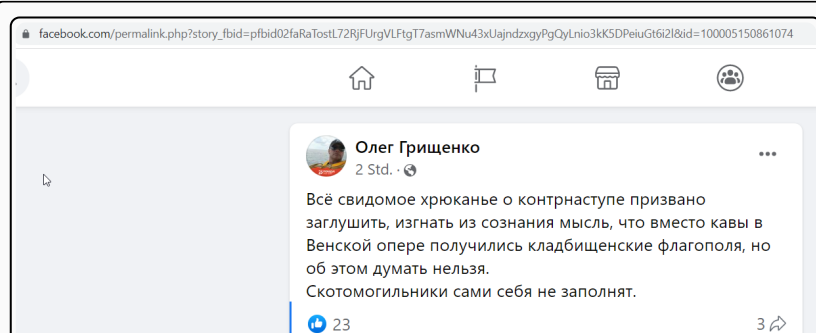 facebook.com/permalink.php?story_fbid=pfbid02faRaTostL72RjFUrgVLFtgT7asmWNu43xUajndzxgyPgQyLnio3kK5DPeiuGt6i2l&id=100005150861074
Олег Грищенко
2 Std. ·
Всё свидомое хрюканье о контрнаступе призвано
заглушить, изгнать из сознания мысль, что вместо кавы в
Венской опере получились кладбищенские флагополя, но
об этом думать нельзя.
Скотомогильники сами себя не заполнят.
23
3